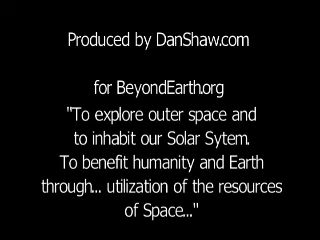 Produced by DanShaw.com
for BeyondEarth.org
"To explore outer space and
to inhabit our Solar Sytem.
To benefit humanity and Earth
through... utilization of the resources
of Space..."